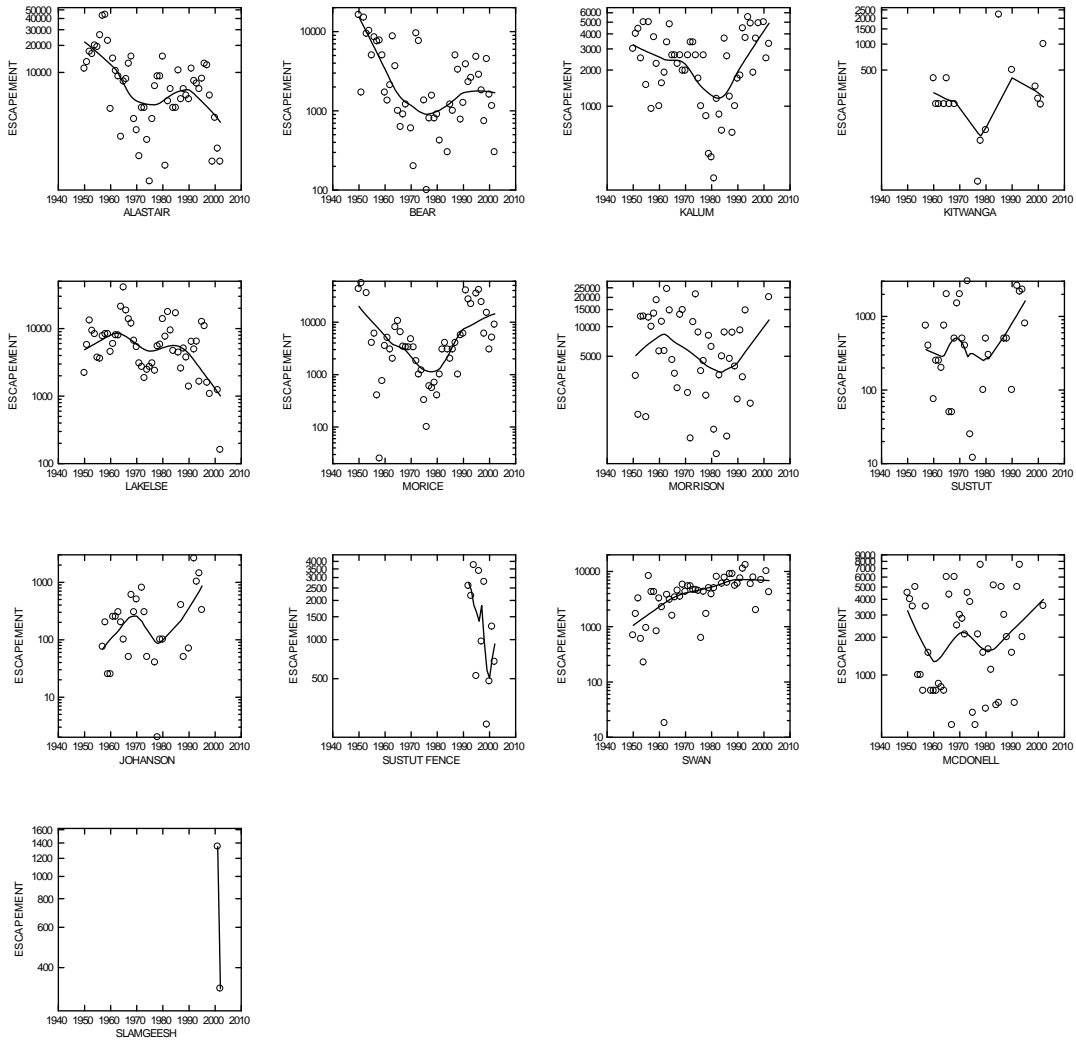 ESCAPEMENT
50000
40000
30000
20000
10000
1940 1950 1960 1970 1980 1990 2000 2010
ALASTAIR
ESCAPEMENT
10000
1000
100
1940 1950 1960 1970 1980 1990 2000 2010
BEAR
ESCAPEMENT
6000
5000
4000
3000
2000
1000
1940 1950 1960 1970 1980 1990 2000 2010
KALUM
ESCAPEMENT
2500
2000
1500
1000
500
1940 1950 1960 1970 1980 1990 2000 2010
KITWANGA
ESCAPEMENT
10000
1000
100
1940 1950 1960 1970 1980 1990 2000 2010
LAKELSE
ESCAPEMENT
10000
1000
100
1940 1950 1960 1970 1980 1990 2000 2010
MORICE
ESCAPEMENT
25000
20000
15000
10000
5000
1940 1950 1960 1970 1980 1990 2000 2010
MORRISON
ESCAPEMENT
1000
100
10
1940 1950 1960 1970 1980 1990 2000 2010
SUSTUT
ESCAPEMENT
1000
100
10
1940 1950 1960 1970 1980 1990 2000 2010
JOHANSON
ESCAPEMENT
4000
3500
3000
2500
2000
1000
500
1940 1950 1960 1970 1980 1990 2000 2010
SUSTUT FENCE
ESCAPEMENT
10000
1000
100
10
1940 1950 1960 1970 1980 1990 2000 2010
SWAN
ESCAPEMENT
9000
8000
7000
6000
5000
4000
3000
2000
1000
1940 1950 1960 1970 1980 1990 2000 2010
MCDONELL
ESCAPEMENT
1600
1400
1200
1000
800
600
400
1940 1950 1960 1970 1980 1990 2000 2010
SLAMGEESH